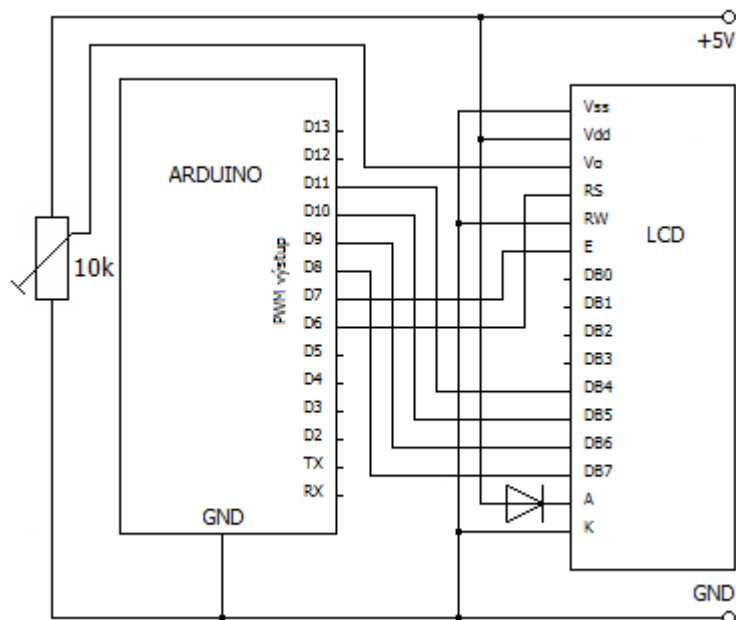 +5V
ARDUINO
D13
D12
D11
D10
D9
D8
D7
D6
D5
D4
D3
D2
TX
RX
PWM výstup
GND
10k
Vss
Vdd
Vo
RS
RW
E
DB0
DB1
DB2
DB3
DB4
DB5
DB6
DB7
A
K
LCD
GND